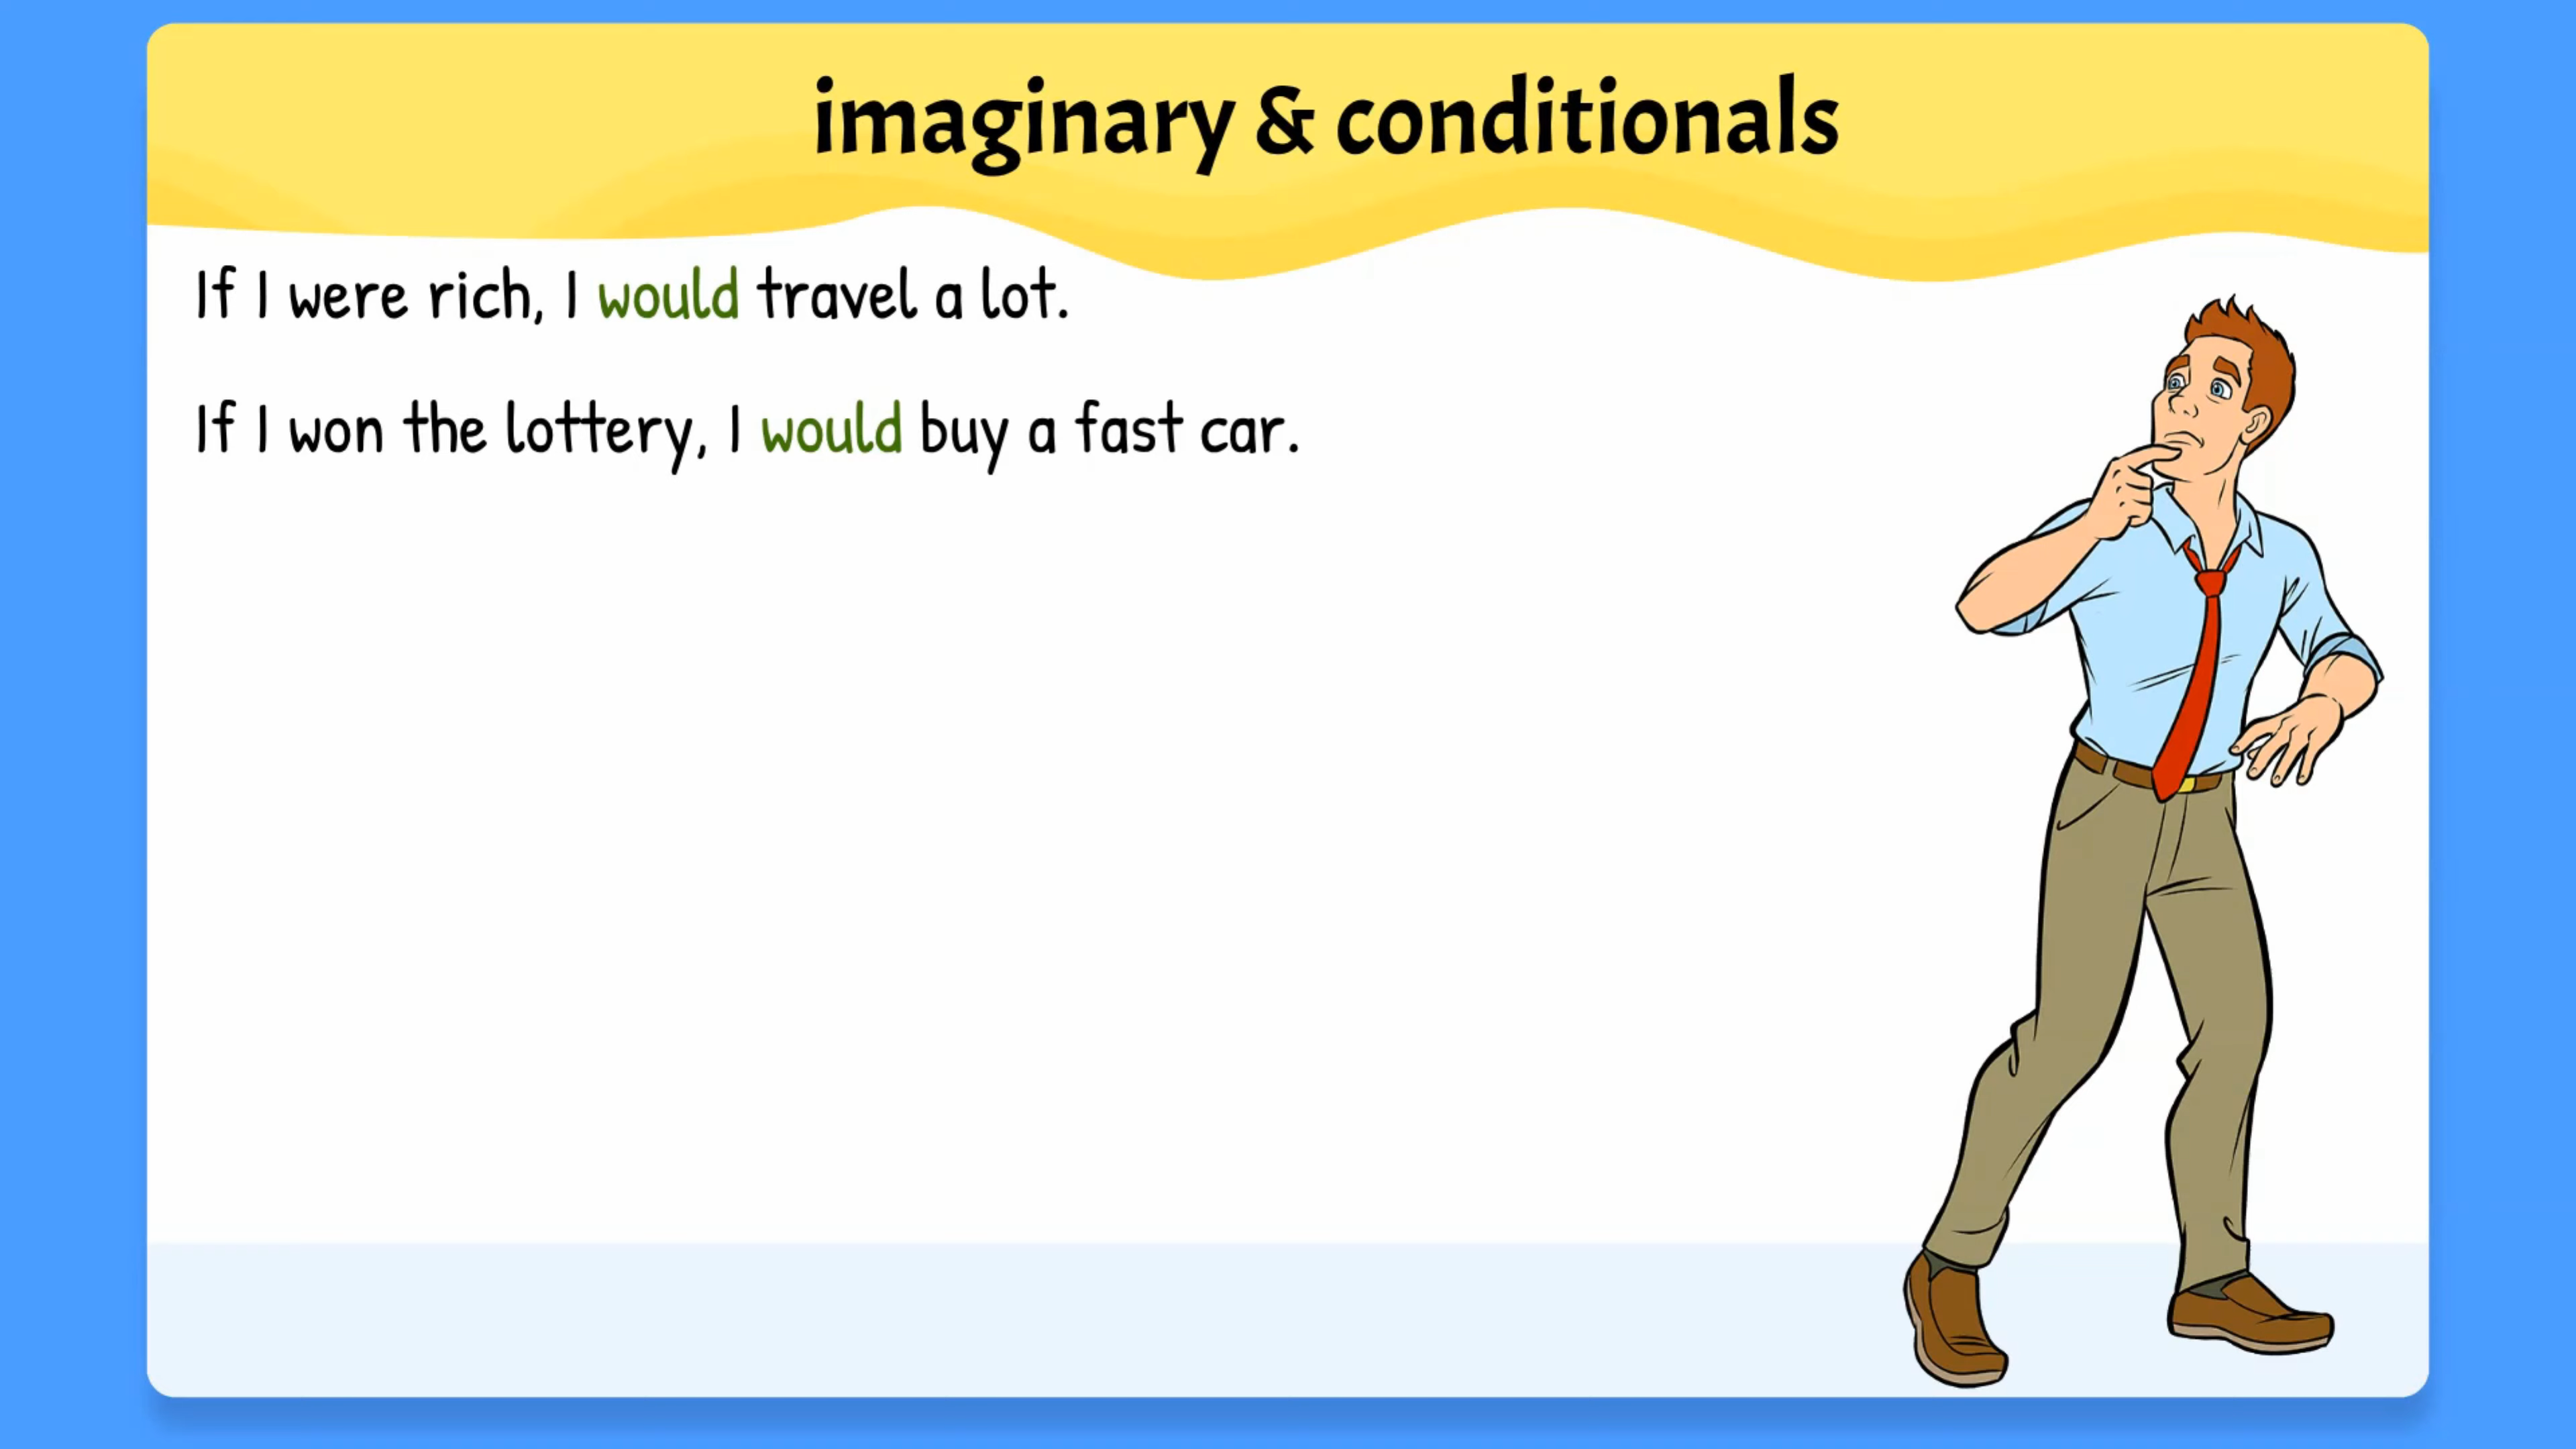 imaginary & conditionals
If I were rich, I would travel a lot.
If I won the lottery, I would buy a fast car.